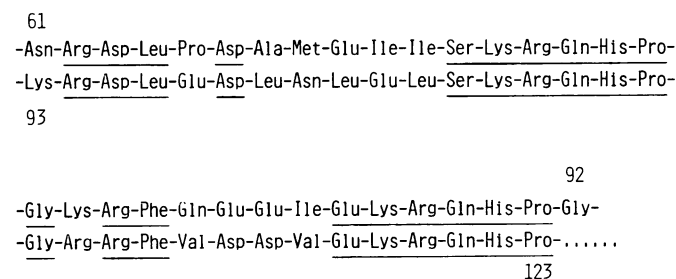 61
-Asn-Arg-Asp-Leu-Pro-Asp-Ala-Met-Glu-Ile-Ile-Ser-Lys-Arg-Gln-His-Pro-
-Lys-Arg-Asp-Leu-Glu-Asp-Leu-Asn-Leu-Glu-Leu-Ser-Lys-Arg-Gln-His-Pro-
93
92
-Gly-Lys-Arg-Phe-Gln-Glu-Glu-Ile-Glu-Lys-Arg-Gln-His-Pro-Gly-
-Gly-Arg-Arg-Phe-Val-Asp-Asp-Val-Glu-Lys-Arg-Gln-His-Pro-......
123